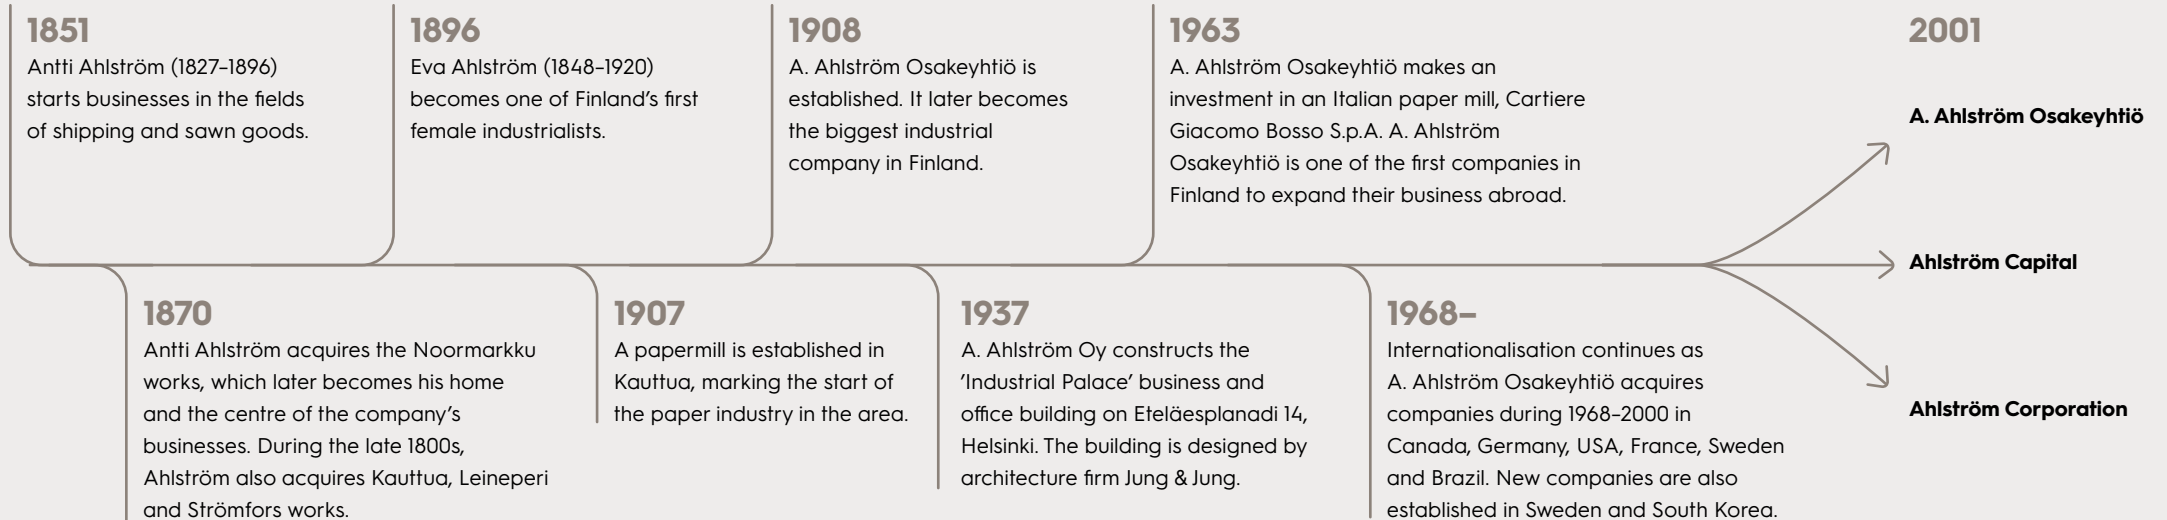 1851
Antti Ahlström (1827–1896)
starts businesses in the fields
of shipping and sawn goods.
1896
Eva Ahlström (1848–1920)
becomes one of Finland’s first
female industrialists.
1908
A. Ahlström Osakeyhtiö is
established. It later becomes
the biggest industrial
company in Finland.
1963
A. Ahlström Osakeyhtiö makes an
investment in an Italian paper mill, Cartiere
Giacomo Bosso S.p.A. A. Ahlström
Osakeyhtiö is one of the first companies in
Finland to expand their business abroad.
2001
A. Ahlström Osakeyhtiö
Ahlström Capital
Ahlström Corporation
1870
Antti Ahlström acquires the Noormarkku
works, which later becomes his home
and the centre of the company’s
businesses. During the late 1800s,
Ahlström also acquires Kauttua, Leineperi
and Strömfors works.
1907
A papermill is established in
Kauttua, marking the start of
the paper industry in the area.
1937
A. Ahlström Oy constructs the
’Industrial Palace’ business and
office building on Eteläesplanadi 14,
Helsinki. The building is designed by
architecture firm Jung & Jung.
1968–
Internationalisation continues as
A. Ahlström Osakeyhtiö acquires
companies during 1968–2000 in
Canada, Germany, USA, France, Sweden
and Brazil. New companies are also
established in Sweden and South Korea.